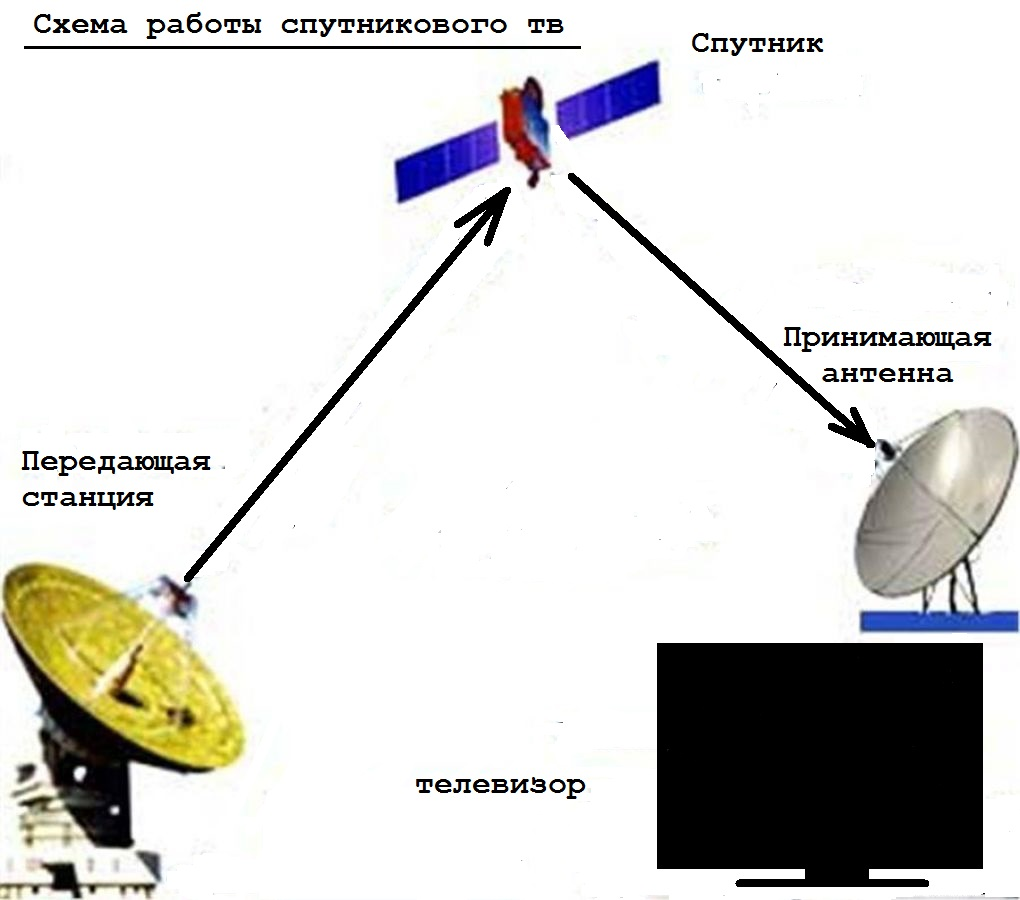 Схема работы спутникового тв
Спутник
Принимающая
антенна
Передающая
станция
телевизор